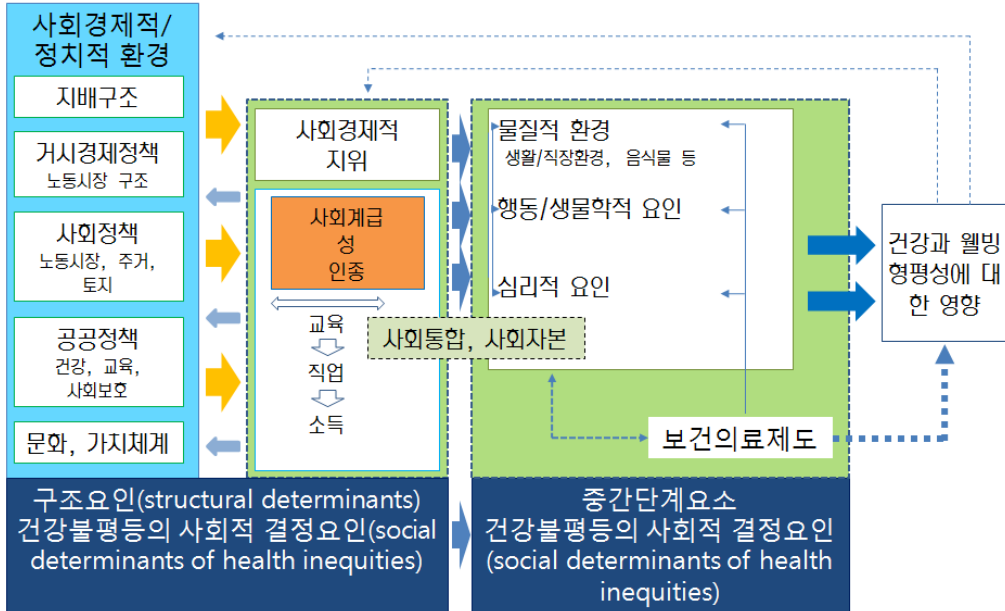 사회경제적/
정치적 환경
지배구조
거시경제정책
노동시장 구조
사회정책
노동시장, 주거,
토지
공공정책
건강, 교육,
사회보호
문화, 가치체계
사회경제적
지위
사회계급
성
인종
교육
직업
소득
사회통합, 사회자본
물질적 환경
생활/직장환경, 음식물 등
행동/생물학적 요인
심리적 요인
보건의료제도
건강과 웰빙
형평성에 대
한 영향
구조요인(structural determinants)
건강불평등의 사회적 결정요인(social
determinants of health inequities)
중간단계요소
건강불평등의 사회적 결정요인
(social determinants of health
inequities)